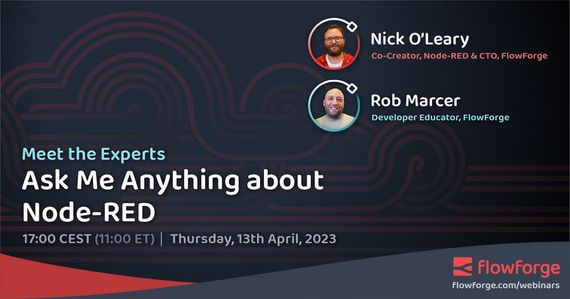 Nick O'Leary
Co-Creator, Node-RED & CTO, FlowForge
Rob Marcer
Developer Educator, FlowForge
Meet the Experts
Ask Me Anything about
Node-RED
17:00 CEST (11:00 ET) | Thursday, 13th April, 2023
flowforge
flowforge.com/webinars